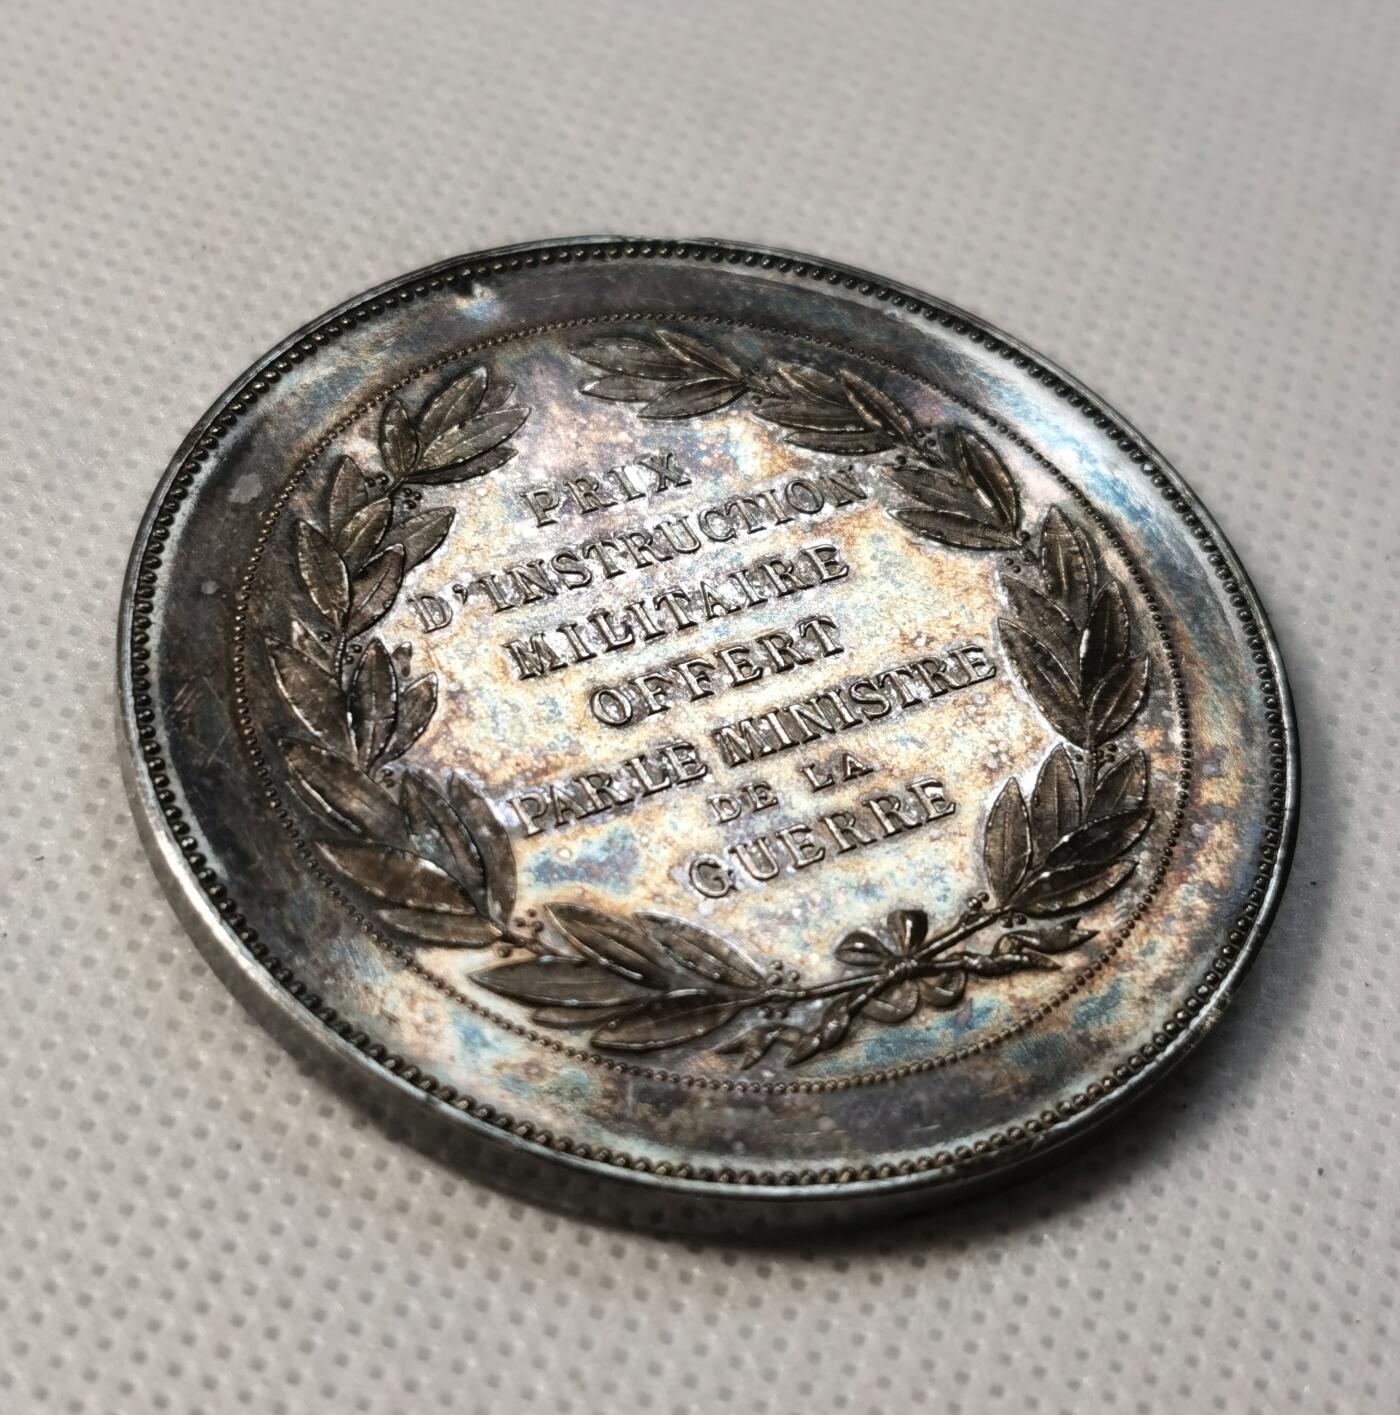 PRIX
D'INSTRUCTION
MILITAIRE
OFFERT
PAR LE MINISTRE
DE LA
GUERRE